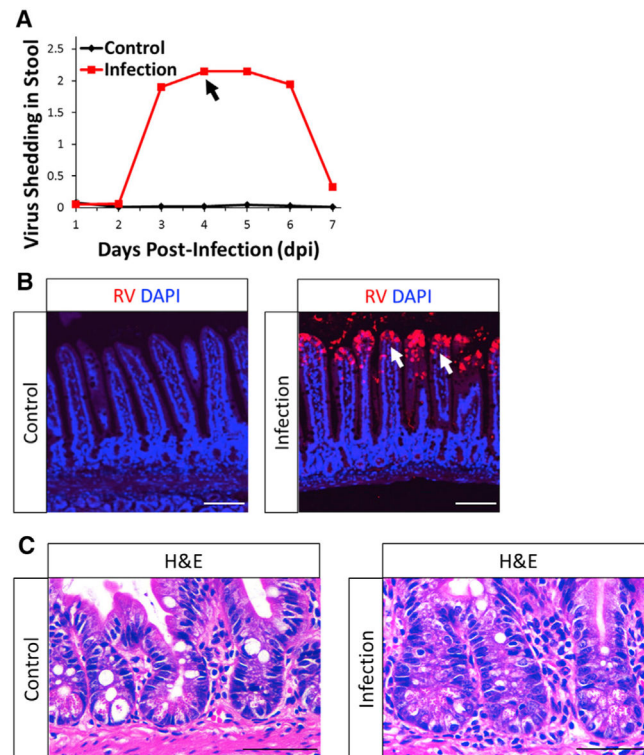 A
Virus Shedding in Stool
2.5
2
1.5
1
0.5
0
Control
Infection
1 2 3 4 5 6 7
Days Post-Infection (dpi)
B
RV DAPI
Control
RV DAPI
Infection
C
H&E
Control
H&E
Infection